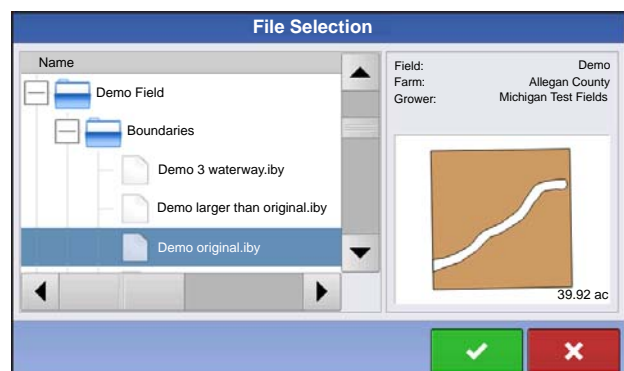 File Selection
Name
Demo Field
Boundaries
Demo 3 waterway.iby
Demo larger than original.iby
Demo original.iby
Field: Demo
Farm: Allegan County
Grower: Michigan Test Fields
39.92 ac